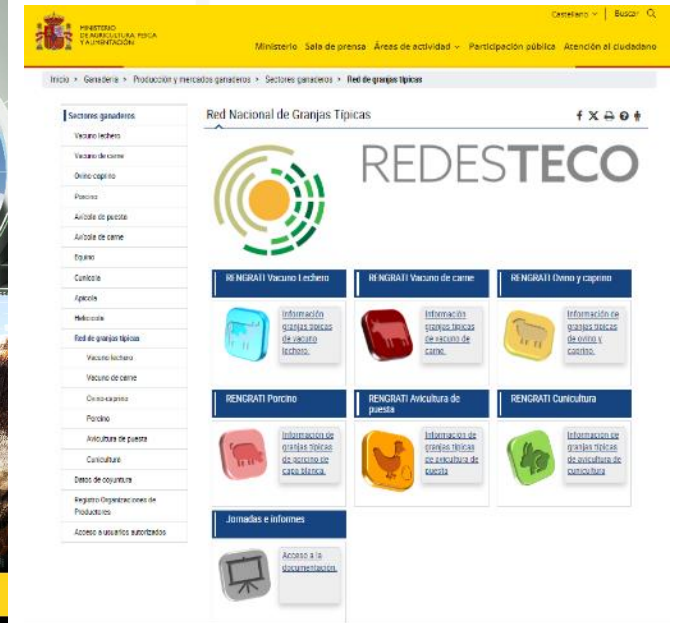 MINISTERIO
DE AGRICULTURA, PESCA
Y ALIMENTACIÓN
Castellano
Buscar
Ministerio Sala de prensa Áreas de actividad Participación pública Atención al ciudadano
Inicio > Ganadería > Producción y mercados ganaderos > Sectores ganaderos > Red de granjas típicas
Sectores ganaderos
Vacuno lechero
Vacuno de carne
Ovino-caprino
Porcino
Avícola de puesta
Avícola de carne
Equino
Cunícola
Apícola
Helicícola
Red de granjas típicas
Vacuno lechero
Vacuno de carne
Ovino-caprino
Porcino
Avicultura de puesta
Cunicultura
Datos de coyuntura
Registro Organizaciones de
Productores
Acceso a usuarios autorizados
Red Nacional de Granjas Típicas
REDESTECO
RENGRATI Vacuno Lechero
Información
granjas típicas
de vacuno
lechero.
RENGRATI Vacuno de carne
Información
granjas típicas
de vacuno de
carne.
RENGRATI Ovino y caprino
Información de
granjas típicas
de ovino y
caprino.
RENGRATI Porcino
Información de
granjas típicas
de porcino de
capa blanca.
RENGRATI Avicultura de
puesta
Información de
granjas típicas
de avicultura de
puesta
RENGRATI Cunicultura
Información de
granjas típicas
de avicultura de
cunicultura
Jornadas e informes
Acceso a la
documentación.